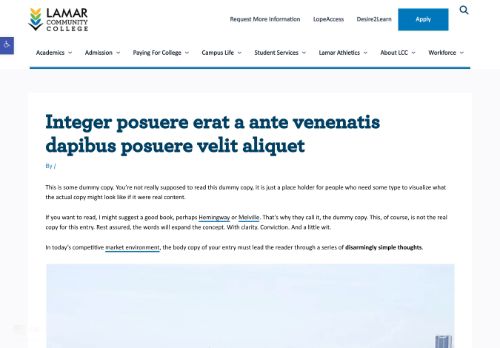 LAMAR
COMMUNITY
COLLEGE
Request More Information LopeAccess Desire2Learn Apply
Academics Admission Paying For College Campus Life Student Services Lamar Athletics About LCC Workforce
Integer posuere erat a ante venenatis
dapibus posuere velit aliquet
By /
This is some dummy copy. You're not really supposed to read this dummy copy, it is just a place holder for people who need some type to visualize what
the actual copy might look like if it were real content.
If you want to read, I might suggest a good book, perhaps Hemingway or Melville. That's why they call it, the dummy copy. This, of course, is not the real
copy for this entry. Rest assured, the words will expand the concept. With clarity. Conviction. And a little wit.
In today's competitive market environment, the body copy of your entry must lead the reader through a series of disarmingly simple thoughts.